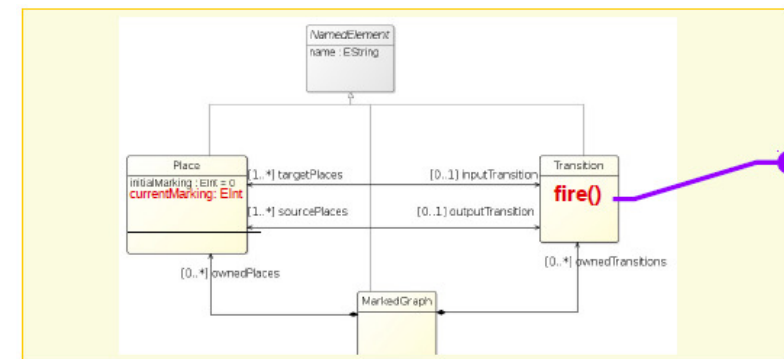 NamedElement
name : EString
Place
initialMarking : EInt = 0
currentMarking: EInt
[1..*] targetPlaces
[0..1] inputTransition
Transition
fire()
[1..*] sourcePlaces
[0..1] outputTransition
[0..*] ownedPlaces
[0..*] ownedTransitions
MarkedGraph